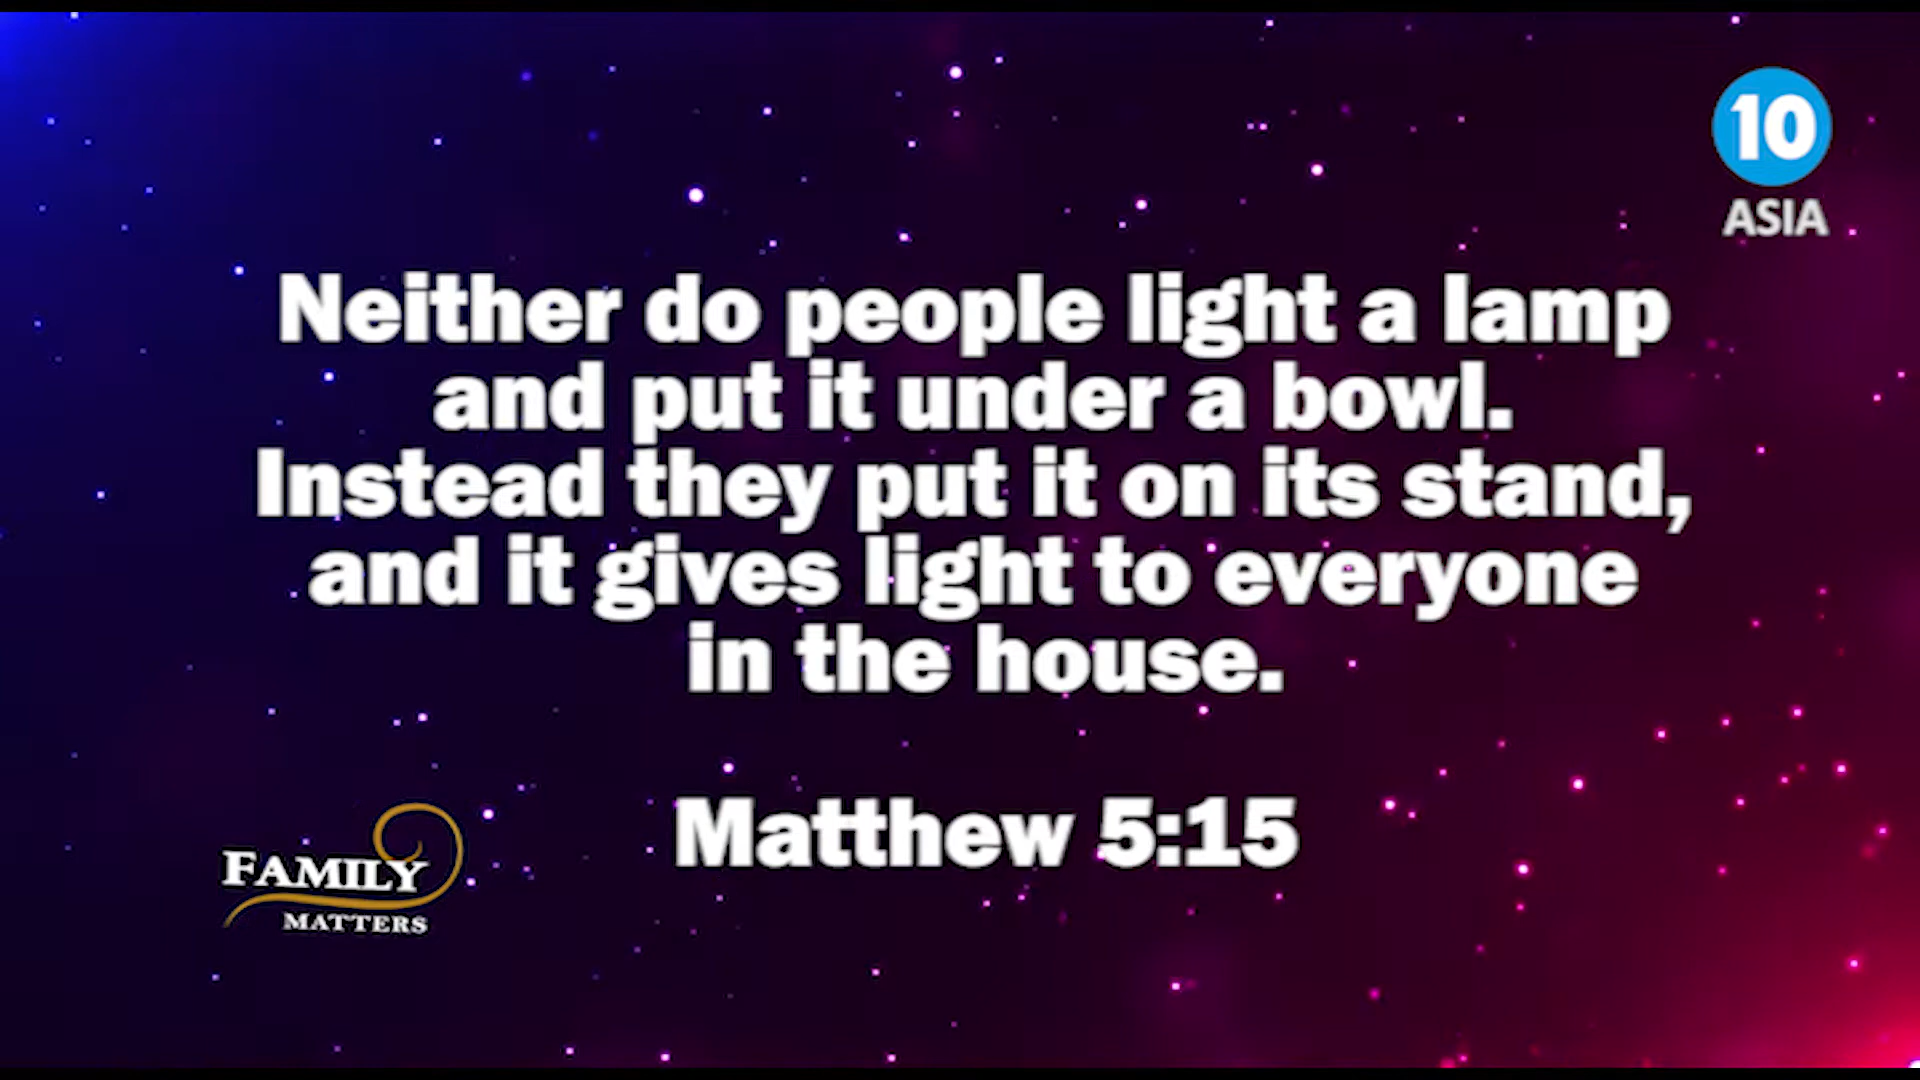 10
ASIA
Neither do people light a lamp
and put it under a bowl.
Instead they put it on its stand,
and it gives light to everyone
in the house.
Matthew 5:15
FAMILY
MATTERS